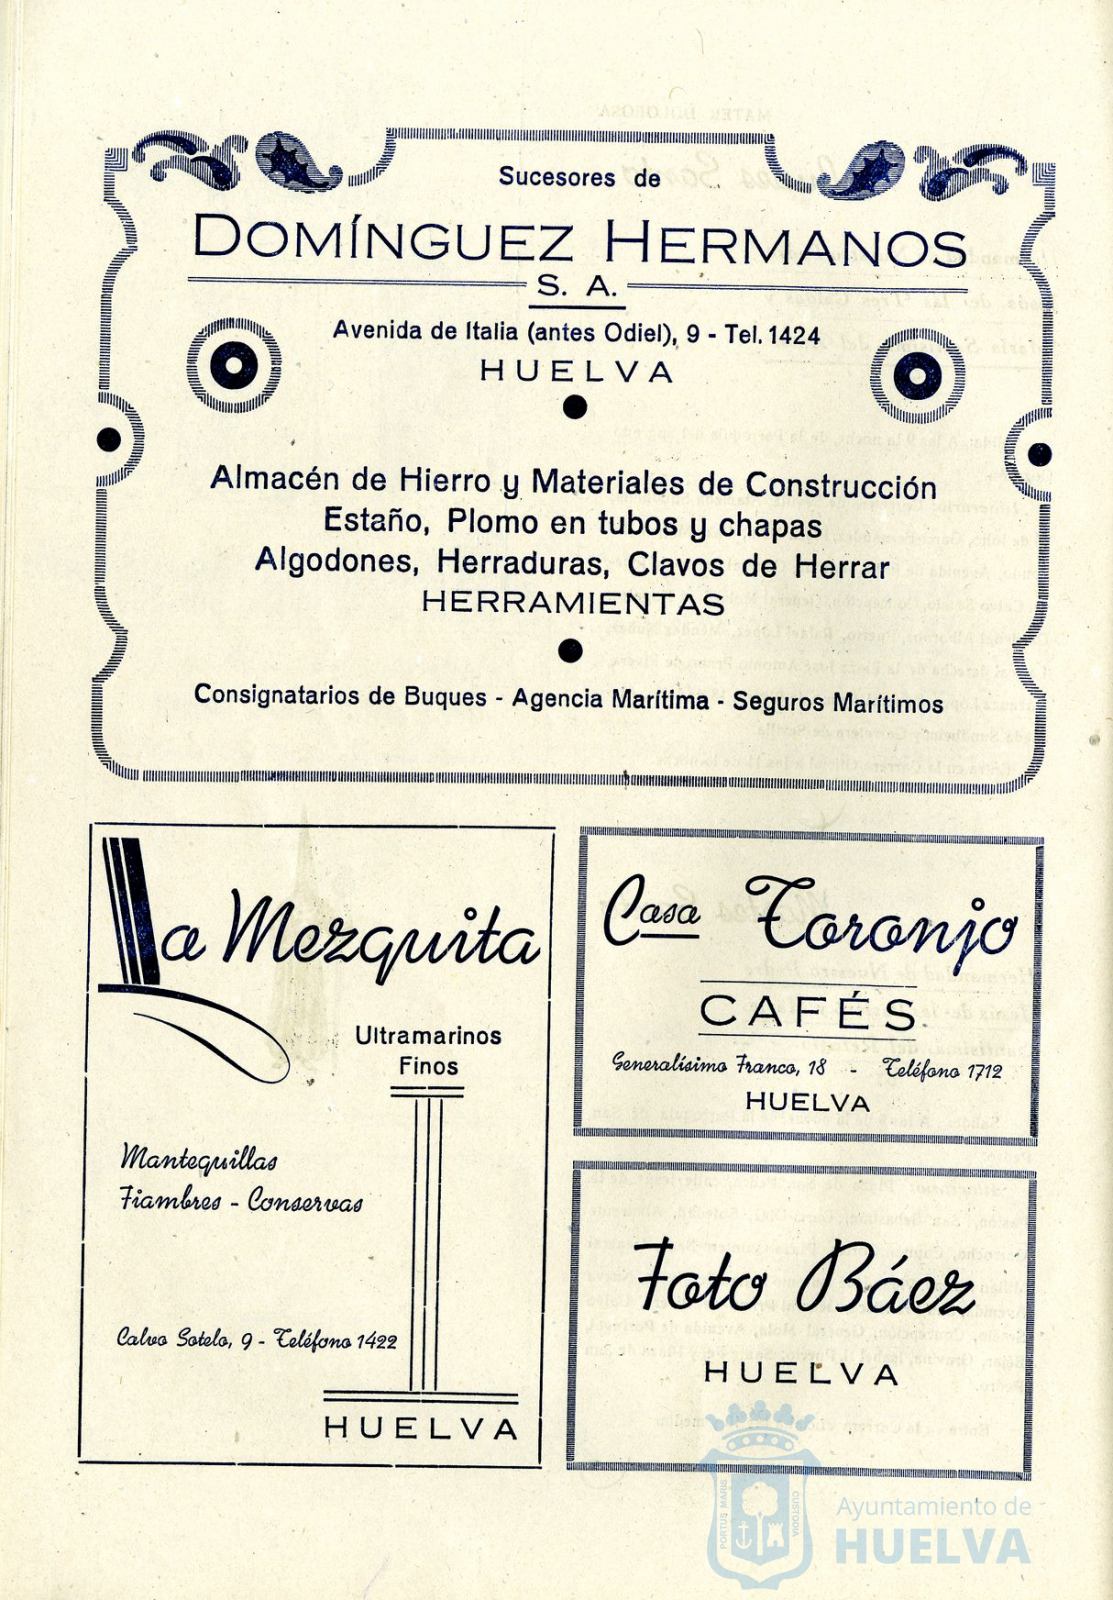 Sucesores de
DOMÍNGUEZ HERMANOS
S. A.
Avenida de Italia (antes Odiel), 9 - Tel. 1424
HUELVA
Almacén de Hierro y Materiales de Construcción
Estaño, Plomo en tubos y chapas
Algodones, Herraduras, Clavos de Herrar
HERRAMIENTAS
Consignatarios de Buques - Agencia Marítima - Seguros Marítimos
La Mezquita
Ultramarinos
Finos
Mantequillas
Fiambres - Conservas
Calvo Sotelo, 9 - Teléfono 1422
HUELVA
Casa Toronjo
CAFÉS
Generalísimo Franco, 18 - Teléfono 1712
HUELVA
Foto Báez
HUELVA
PORTUS MARIS
CUSTODIA
Ayuntamiento de
HUELVA